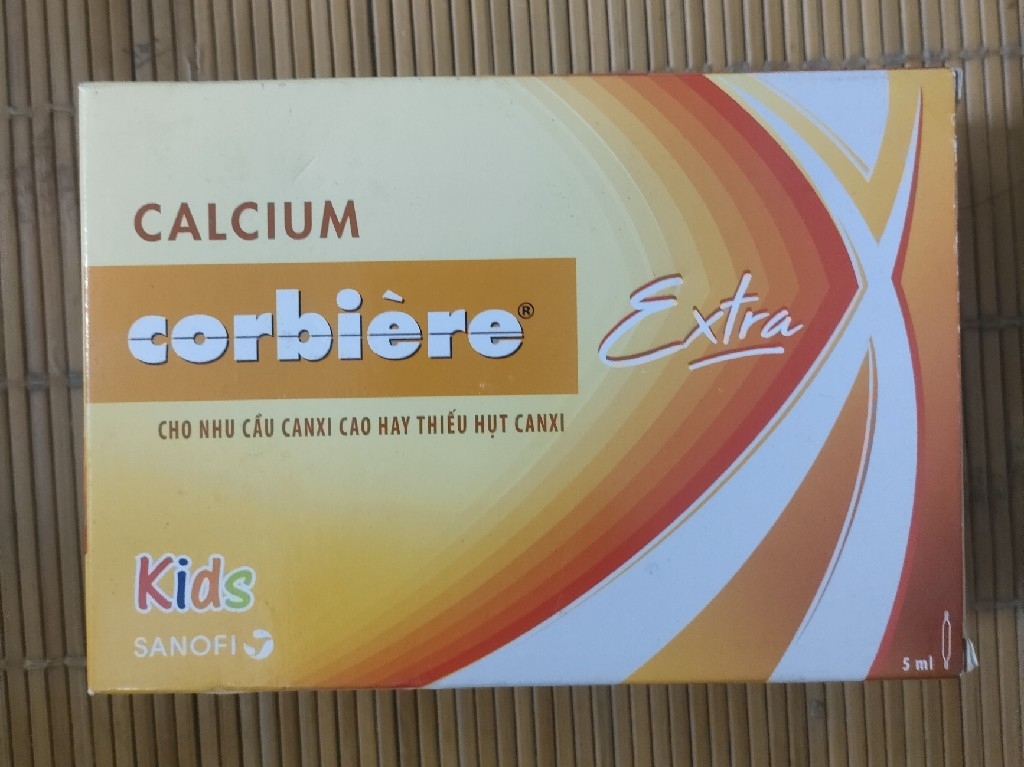 CALCIUM
corbière®
Extra
CHO NHU CẦU CANXI CAO HAY THIẾU HỤT CANXI
Kids
SANOFI
5 ml